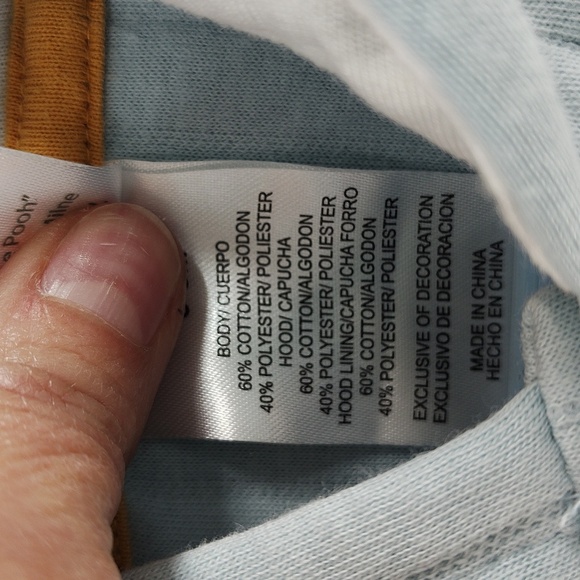 e Pooh"
Milne
BODY/ CUERPO
60% COTTON/ALGODON
40% POLYESTER/ POLIESTER
HOOD/ CAPUCHA
60% COTTON/ALGODON
40% POLYESTER/ POLIESTER
HOOD LINING/CAPUCHA FORRO
60% COTTON/ALGODON
40% POLYESTER/ POLIESTER
EXCLUSIVE OF DECORATION
EXCLUSIVO DE DECORACION
MADE IN CHINA
HECHO EN CHINA